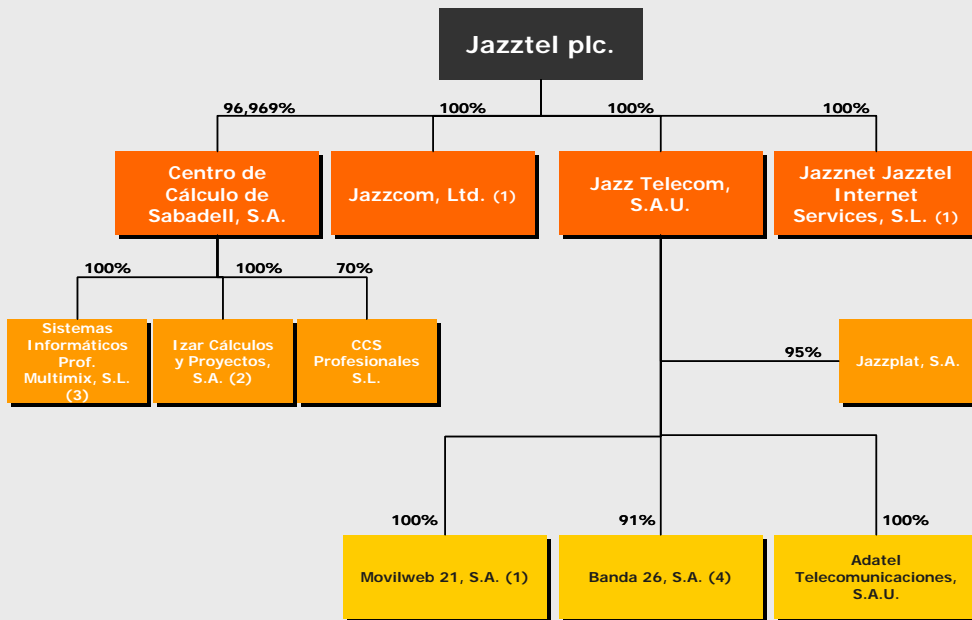 Jazztel plc.
96,969%
100%
100%
100%
Centro de
Cálculo de
Sabadell, S.A.
Jazzcom, Ltd. (1)
Jazz Telecom,
S.A.U.
Jazznet Jazztel
Internet
Services, S.L. (1)
100%
100%
70%
Sistemas
Informáticos
Prof.
Multimix, S.L.
(3)
Izar Cálculos
y Proyectos,
S.A. (2)
CCS
Profesionales
S.L.
95%
Jazzplat, S.A.
100%
91%
100%
Movilweb 21, S.A. (1)
Banda 26, S.A. (4)
Adatel
Telecomunicaciones,
S.A.U.